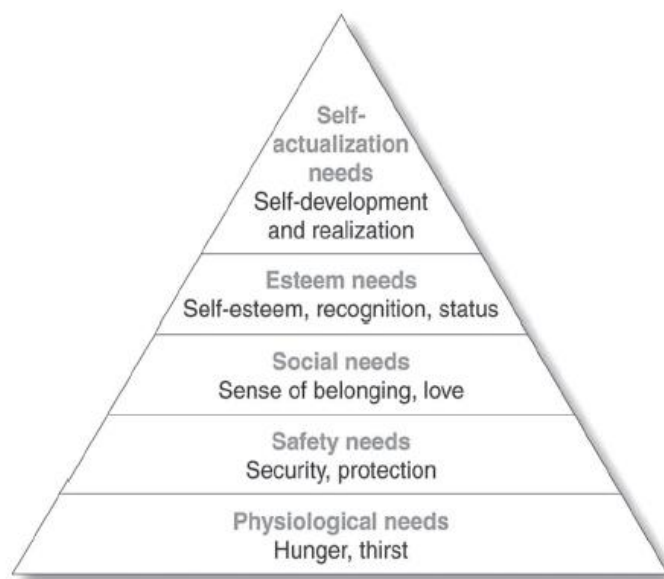 Self-
actualization
needs
Self-development
and realization
Esteem needs
Self-esteem, recognition, status
Social needs
Sense of belonging, love
Safety needs
Security, protection
Physiological needs
Hunger, thirst